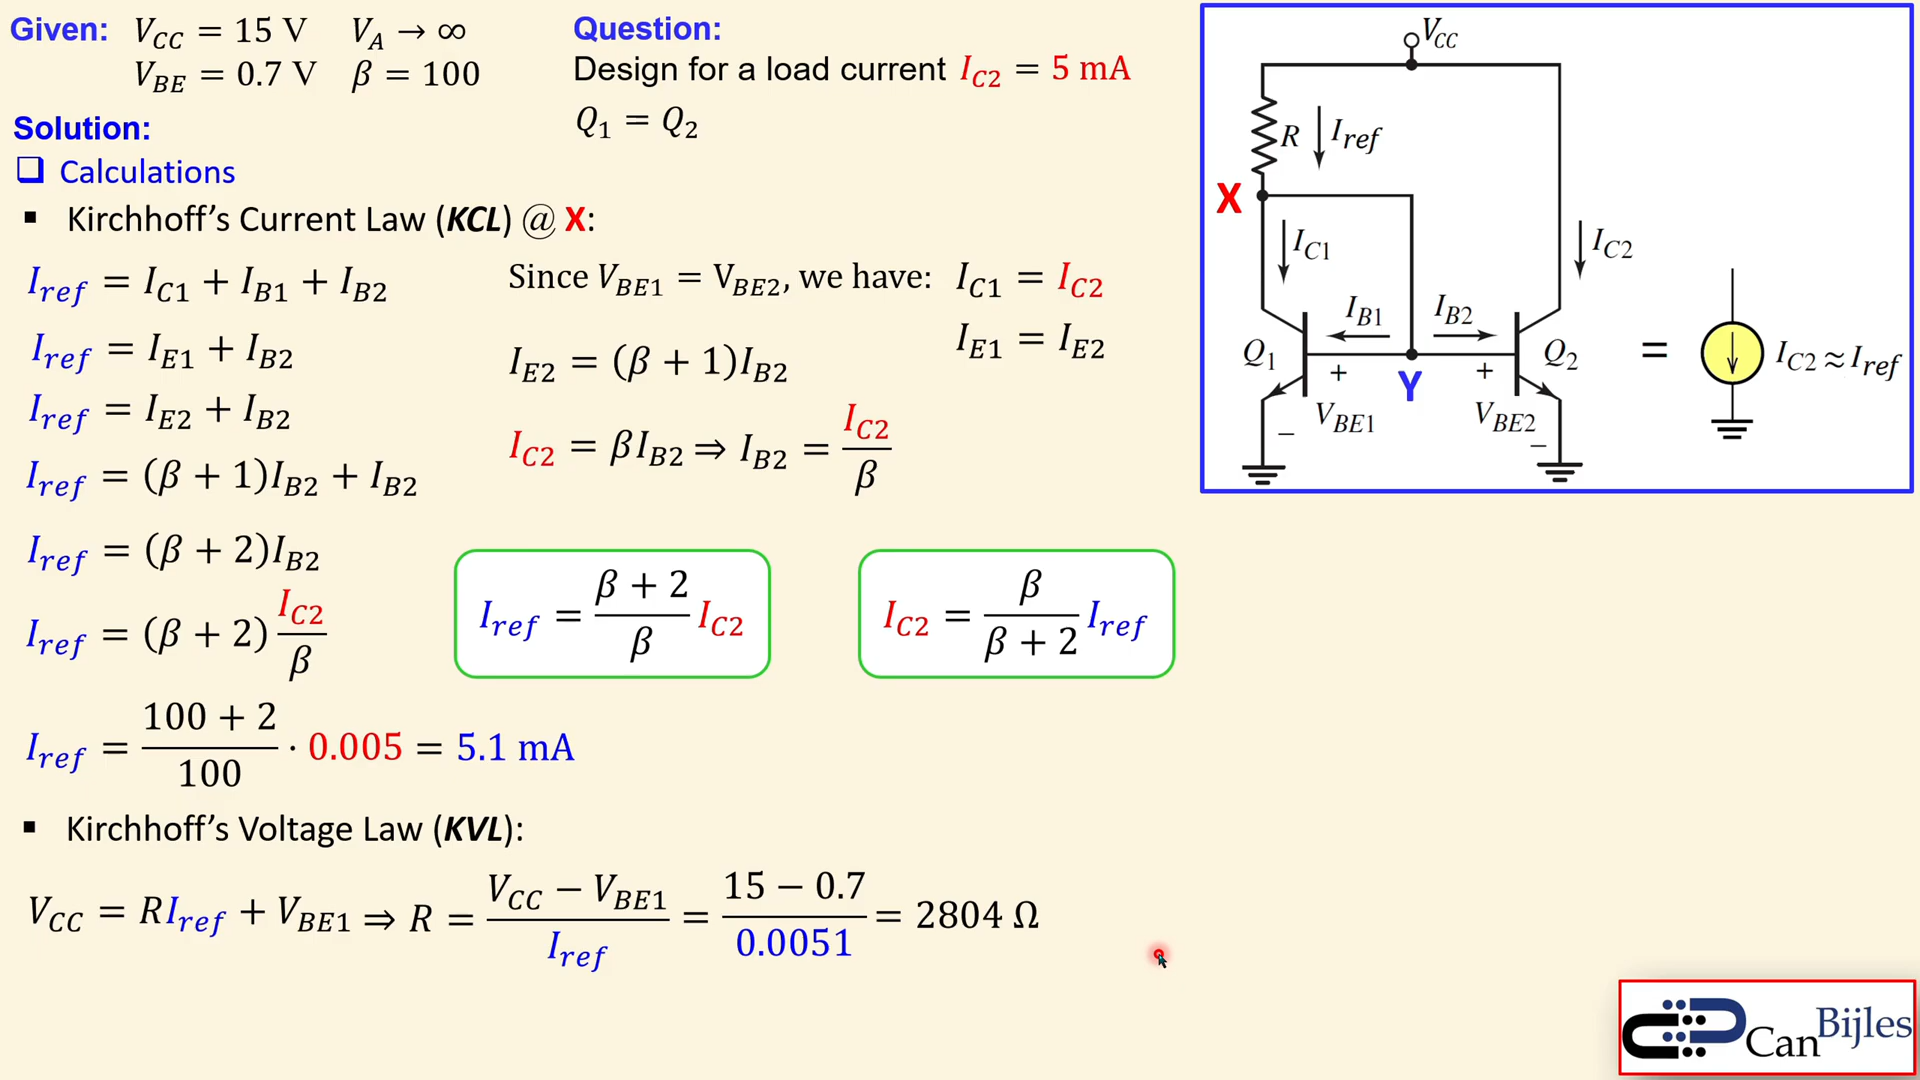 Given: V_CC = 15 V V_A → ∞
V_BE = 0.7 V β = 100
Question:
Design for a load current I_C2 = 5 mA
Q_1 = Q_2
Solution:
❑ Calculations
▪ Kirchhoff's Current Law (KCL) @ X:
I_ref = I_C1 + I_B1 + I_B2
I_ref = I_E1 + I_B2
I_ref = I_E2 + I_B2
I_ref = (β + 1)I_B2 + I_B2
I_ref = (β + 2)I_B2
I_ref = (β + 2) I_C2 / β
I_ref = (100 + 2) / 100 · 0.005 = 5.1 mA
Since V_BE1 = V_BE2, we have: I_C1 = I_C2
I_E1 = I_E2
I_E2 = (β + 1)I_B2
I_C2 = βI_B2 ⇒ I_B2 = I_C2 / β
I_ref = (β + 2) / β I_C2
I_C2 = β / (β + 2) I_ref
▪ Kirchhoff's Voltage Law (KVL):
V_CC = RI_ref + V_BE1 ⇒ R = (V_CC − V_BE1) / I_ref = (15 − 0.7) / 0.0051 = 2804 Ω
V_CC
R I_ref
X
I_C1
I_C2
I_B1
I_B2
Q_1
Q_2
+
+
Y
V_BE1
V_BE2
−
−
=
I_C2 ≈ I_ref
Can Bijles